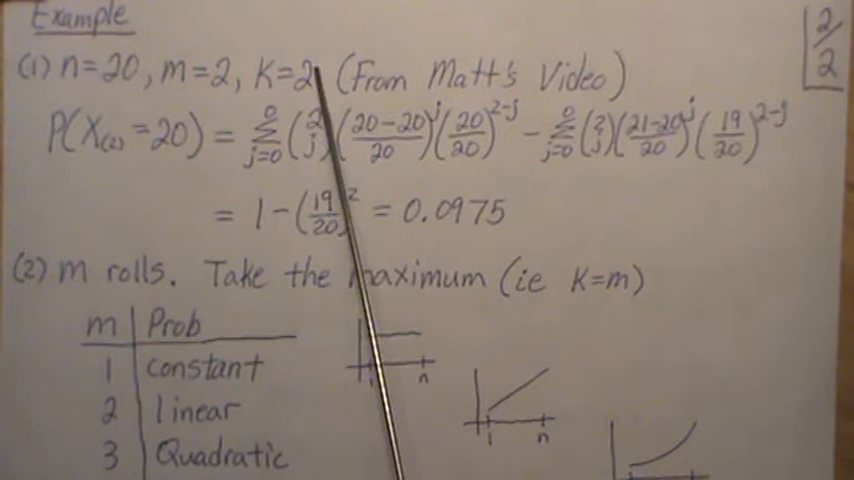 Example
2/2
(1) n=20, m=2, K=2 (From Matt's Video)
P(X₍₂₎ = 20) = ∑_{j=0}^{0} (2 j) ((20-20)/20)^j (20/20)^{2-j} - ∑_{j=0}^{0} (2 j) ((21-20)/20)^j (19/20)^{2-j}
= 1 - (19/20)² = 0.0975
(2) m rolls. Take the maximum (ie K=m)
m Prob
1 constant
2 linear
3 Quadratic
1 n
1 n